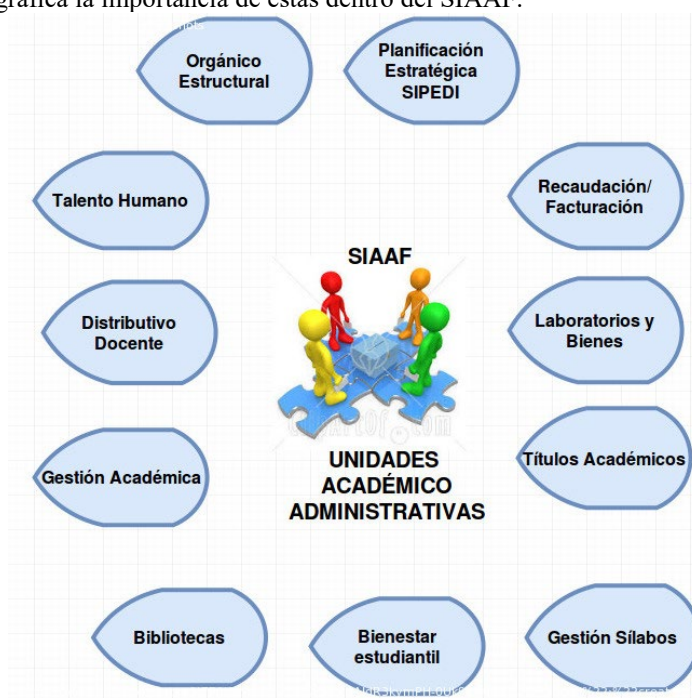 gráfica la importancia de estas dentro del SIAAF.
Orgánico
Estructural
Planificación
Estratégica
SIPEDI
Talento Humano
Recaudación/
Facturación
SIAAF
Distributivo
Docente
Laboratorios y
Bienes
Gestión Académica
UNIDADES
ACADÉMICO
ADMINISTRATIVAS
Títulos Académicos
Bibliotecas
Bienestar
estudiantil
Gestión Sílabos